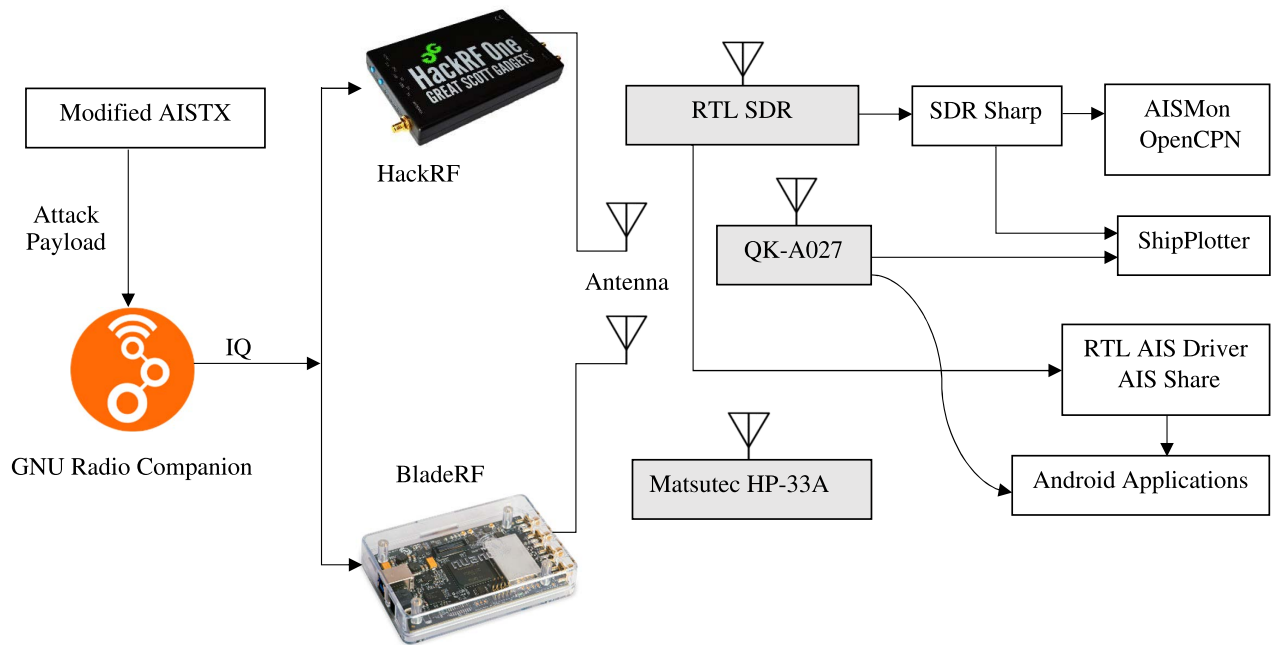 Modified AISTX
Attack
Payload
IQ
GNU Radio Companion
HackRF One
GREAT SCOTT GADGETS
HackRF
Antenna
BladeRF
RTL SDR
SDR Sharp
AISMon
OpenCPN
QK-A027
ShipPlotter
RTL AIS Driver
AIS Share
Matsutec HP-33A
Android Applications